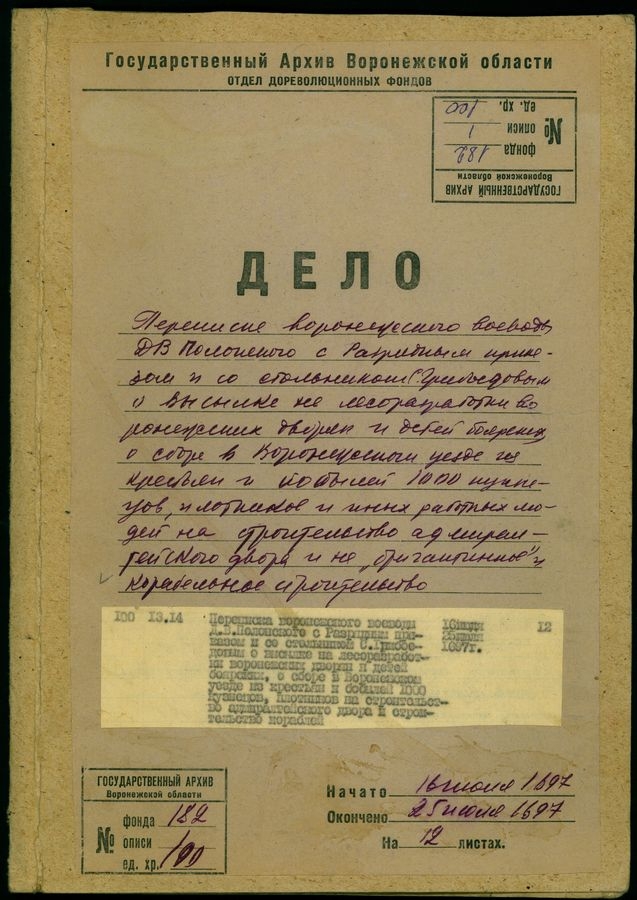 Государственный Архив Воронежской области
ОТДЕЛ ДОРЕВОЛЮЦИОННЫХ ФОНДОВ
ГОСУДАРСТВЕННЫЙ АРХИВ
Воронежской области
№ фонда 182
описи 1
ед. хр. 100
ДЕЛО
Переписка воронежского воеводы
ДВ Полонского с Разрядным прика-
зом и со стольником С. Грибоедовым
о высылке на лесоразработки во
ронежских дворян и детей боярских
о сборе в Воронежском уезде из
крестьян и бобылей 1000 кузне-
цов, плотников и иных работных лю-
дей на строительство адмирал-
тейского двора и на „бригантинное" и
корабельное строительство
100 13.14 Переписка воронежского воеводы 16июля 12
Д.В.Полонского с Разрядным при- 25июля
казом и со стольником С.Грибое- 1697г.
довым о высылке на лесоразработ-
ки воронежских дворян и детей
боярских, о сборе в Воронежском
уезде из крестьян и бобылей 1000
кузнецов, плотников на строительст-
во адмиралтейского двора и строи-
тельство кораблей
ГОСУДАРСТВЕННЫЙ АРХИВ
Воронежской области
№ фонда 182
описи 1
ед. хр. 100
Начато 16 июля 1697
Окончено 25 июля 1697
На 12 листах.